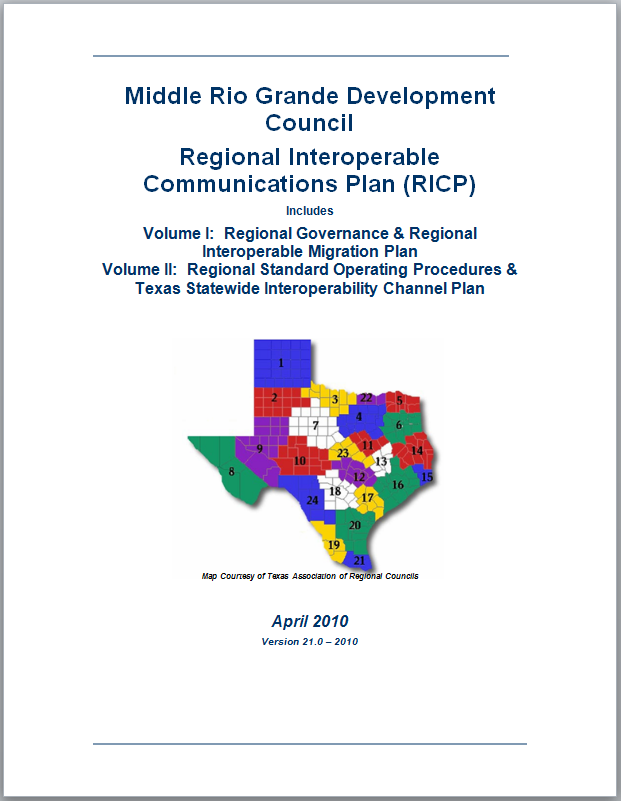 Middle Rio Grande Development
Council
Regional Interoperable
Communications Plan (RICP)
Includes
Volume I:  Regional Governance & Regional
Interoperable Migration Plan
Volume II:  Regional Standard Operating Procedures &
Texas Statewide Interoperability Channel Plan
1
2
3
22
5
4
6
7
9
11
14
23
13
10
8
12
15
16
18
17
24
20
19
21
Map Courtesy of Texas Association of Regional Councils
April 2010
Version 21.0 – 2010